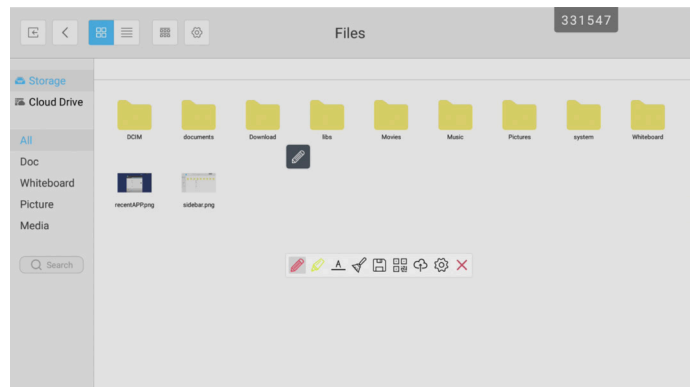 Files
331547
Storage
Cloud Drive
All
Doc
Whiteboard
Picture
Media
Search
DCIM
documents
Download
libs
Movies
Music
Pictures
system
Whiteboard
recentAPP.png
sidebar.png
A